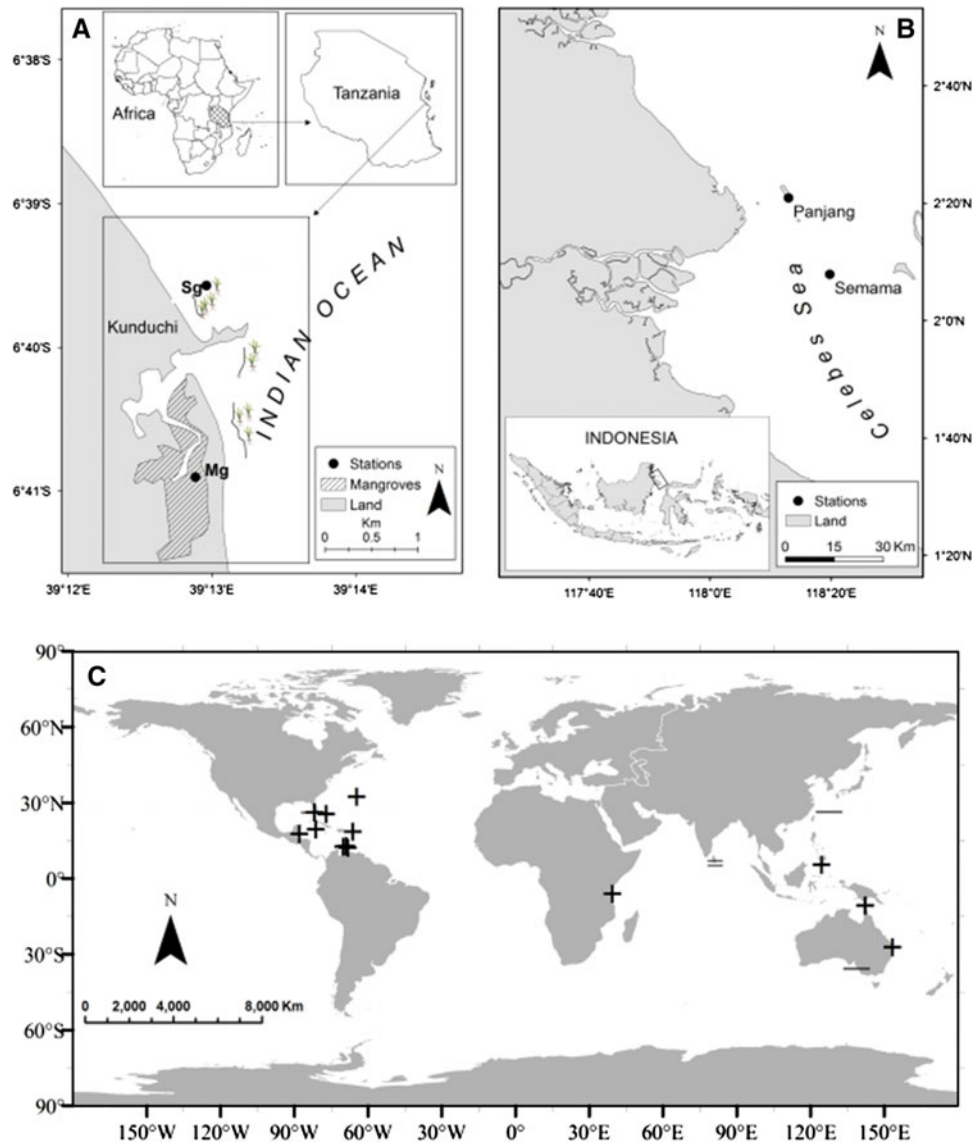 A
6°38'S
6°39'S
6°40'S
6°41'S
Africa
Tanzania
Sg
Kunduchi
Mg
INDIAN OCEAN
Stations
Mangroves
Land
Km
0 0.5 1
N
39°12'E 39°13'E 39°14'E
B
N
2°40'N
2°20'N
2°0'N
1°40'N
1°20'N
Panjang
Semama
Celebes Sea
INDONESIA
Stations
Land
0 15 30 Km
117°40'E 118°0'E 118°20'E
C
90°
60°N
30°N
0°
30°S
60°S
90°
N
0 2,000 4,000 8,000 Km
150°W 120°W 90°W 60°W 30°W 0° 30°E 60°E 90°E 120°E 150°E